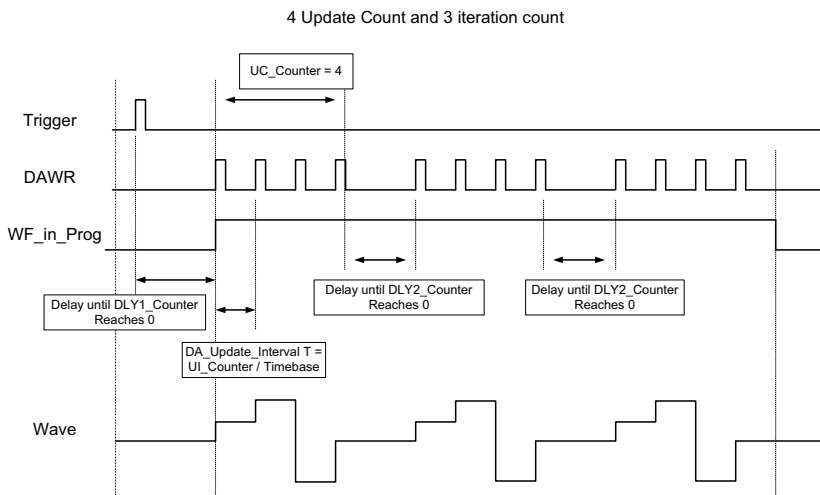 4 Update Count and 3 iteration count
UC_Counter = 4
Trigger
DAWR
WF_in_Prog
Delay until DLY1_Counter
Reaches 0
Delay until DLY2_Counter
Reaches 0
Delay until DLY2_Counter
Reaches 0
DA_Update_Interval T =
UI_Counter / Timebase
Wave